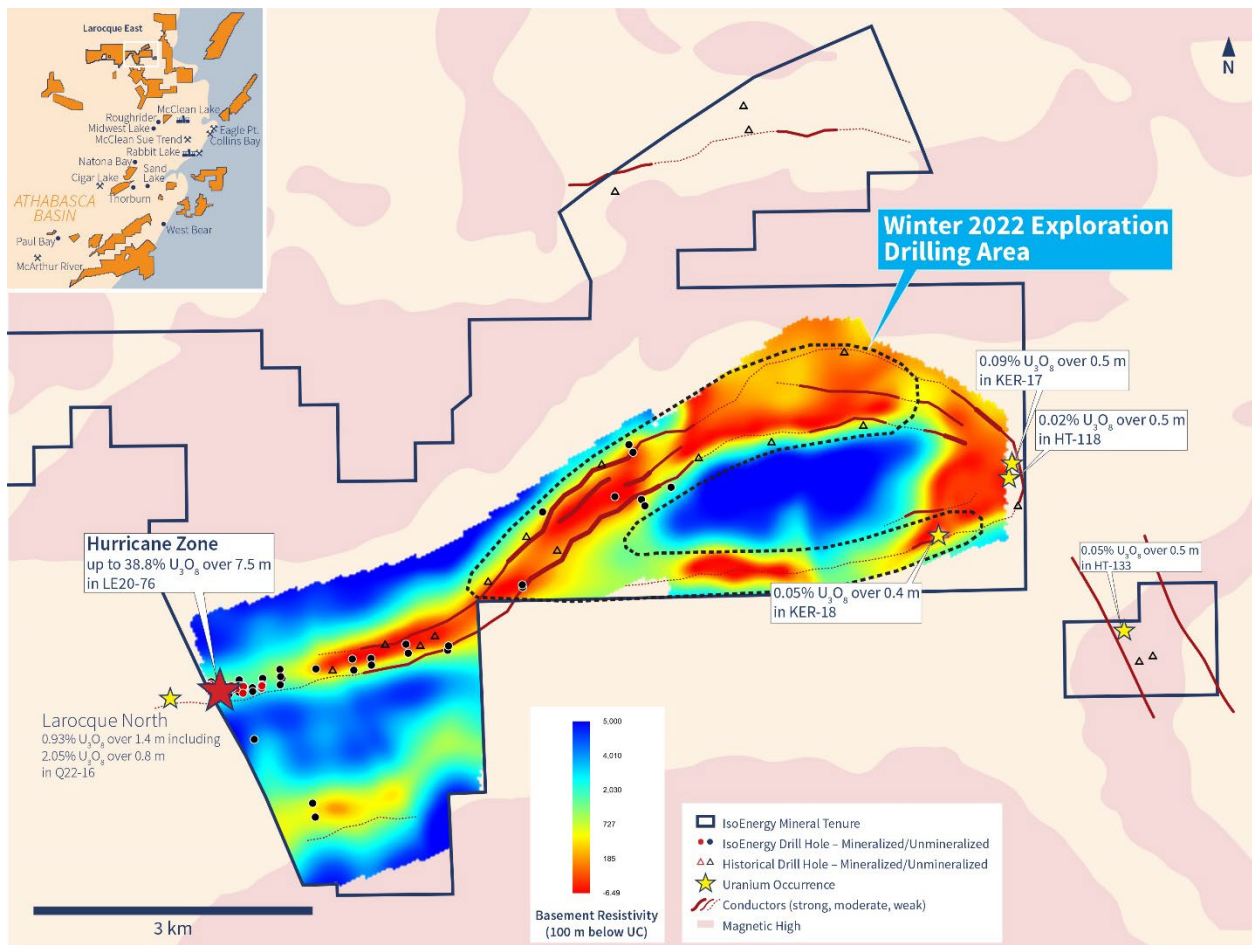 Larocque East
McClean Lake
Roughrider
Midwest Lake
McClean Sue Trend
Eagle Pt.
Collins Bay
Rabbit Lake
Natona Bay
Sand
Lake
Cigar Lake
Thorburn
ATHABASCA
BASIN
West Bear
Paul Bay
McArthur River
N
Winter 2022 Exploration
Drilling Area
0.09% U3O8 over 0.5 m
in KER-17
0.02% U3O8 over 0.5 m
in HT-118
Hurricane Zone
up to 38.8% U3O8 over 7.5 m
in LE20-76
0.05% U3O8 over 0.5 m
in HT-133
0.05% U3O8 over 0.4 m
in KER-18
Larocque North
0.93% U3O8 over 1.4 m including
2.05% U3O8 over 0.8 m
in Q22-16
5,000
4,010
2,030
727
185
-6.49
Basement Resistivity
(100 m below UC)
IsoEnergy Mineral Tenure
IsoEnergy Drill Hole – Mineralized/Unmineralized
Historical Drill Hole – Mineralized/Unmineralized
Uranium Occurrence
Conductors (strong, moderate, weak)
Magnetic High
3 km